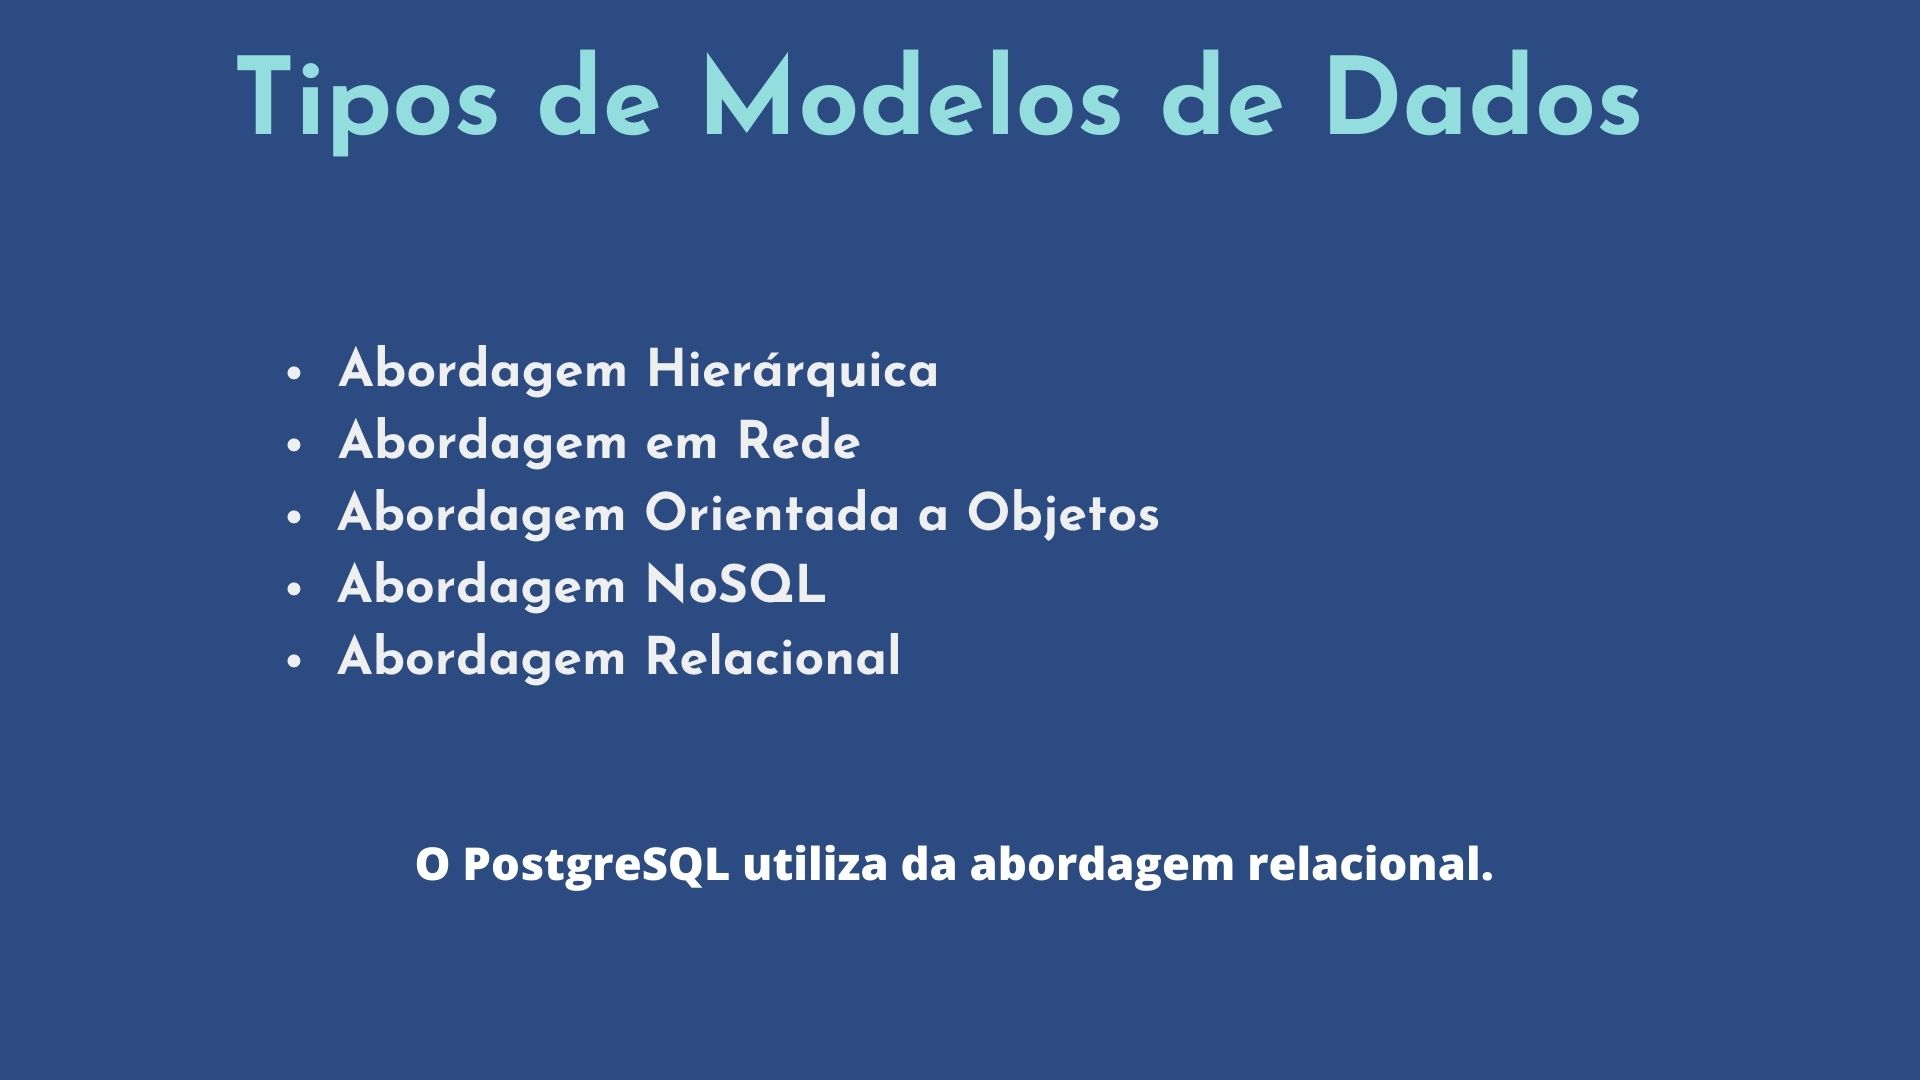 Tipos de Modelos de Dados
• Abordagem Hierárquica
• Abordagem em Rede
• Abordagem Orientada a Objetos
• Abordagem NoSQL
• Abordagem Relacional
O PostgreSQL utiliza da abordagem relacional.